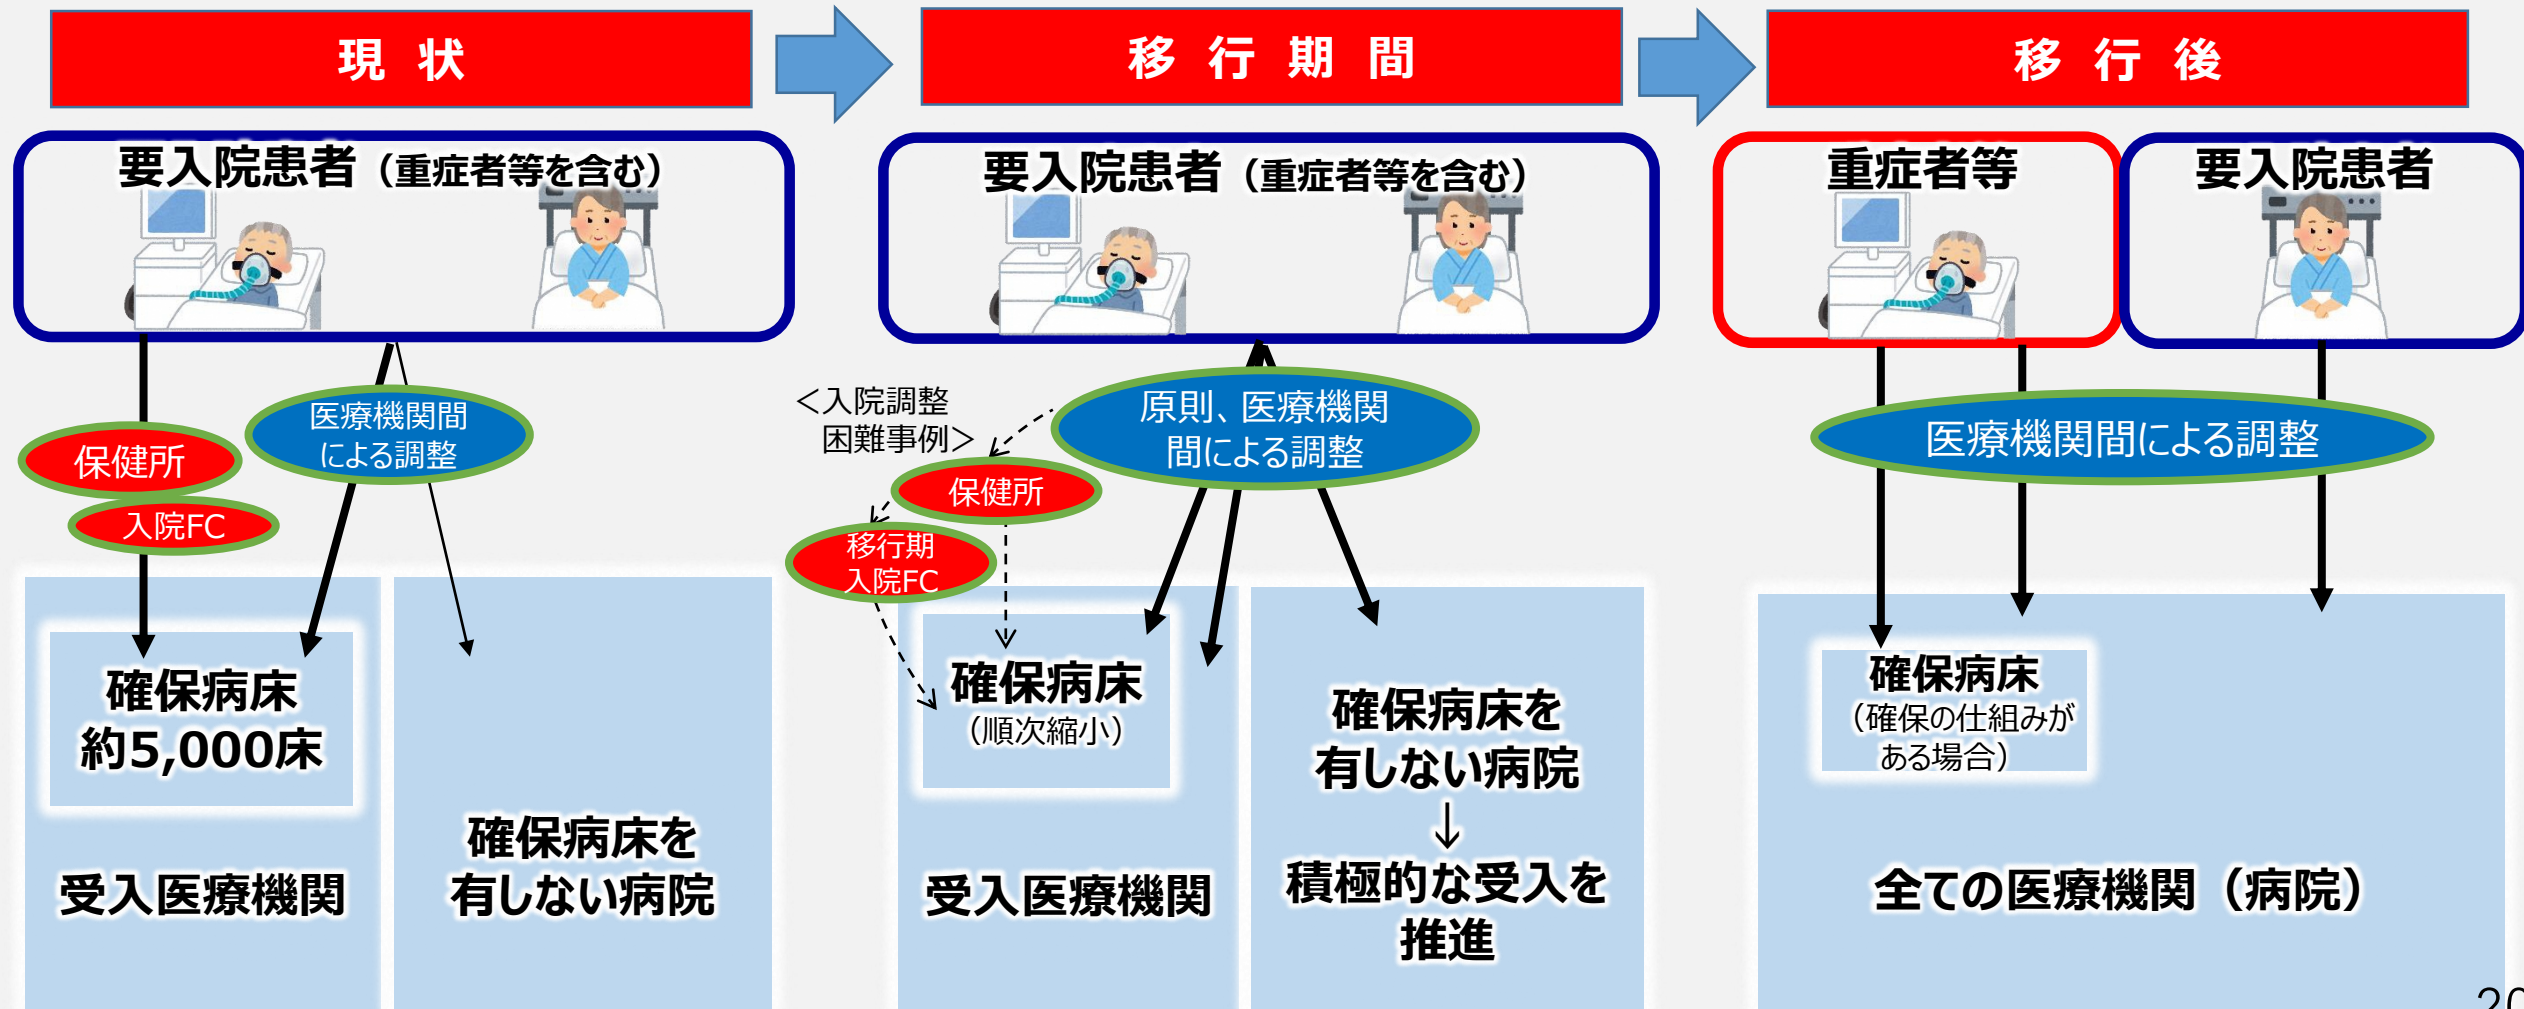 現 状
移 行 期 間
移 行 後
要入院患者（重症者等を含む）
保健所
入院FC
医療機関間
による調整
確保病床
約5,000床
受入医療機関
確保病床を
有しない病院
要入院患者（重症者等を含む）
＜入院調整
困難事例＞
原則、医療機関
間による調整
保健所
移行期
入院FC
確保病床
（順次縮小）
受入医療機関
確保病床を
有しない病院
↓
積極的な受入を
推進
重症者等
要入院患者
医療機関間による調整
確保病床
（確保の仕組みが
ある場合）
全ての医療機関（病院）
20